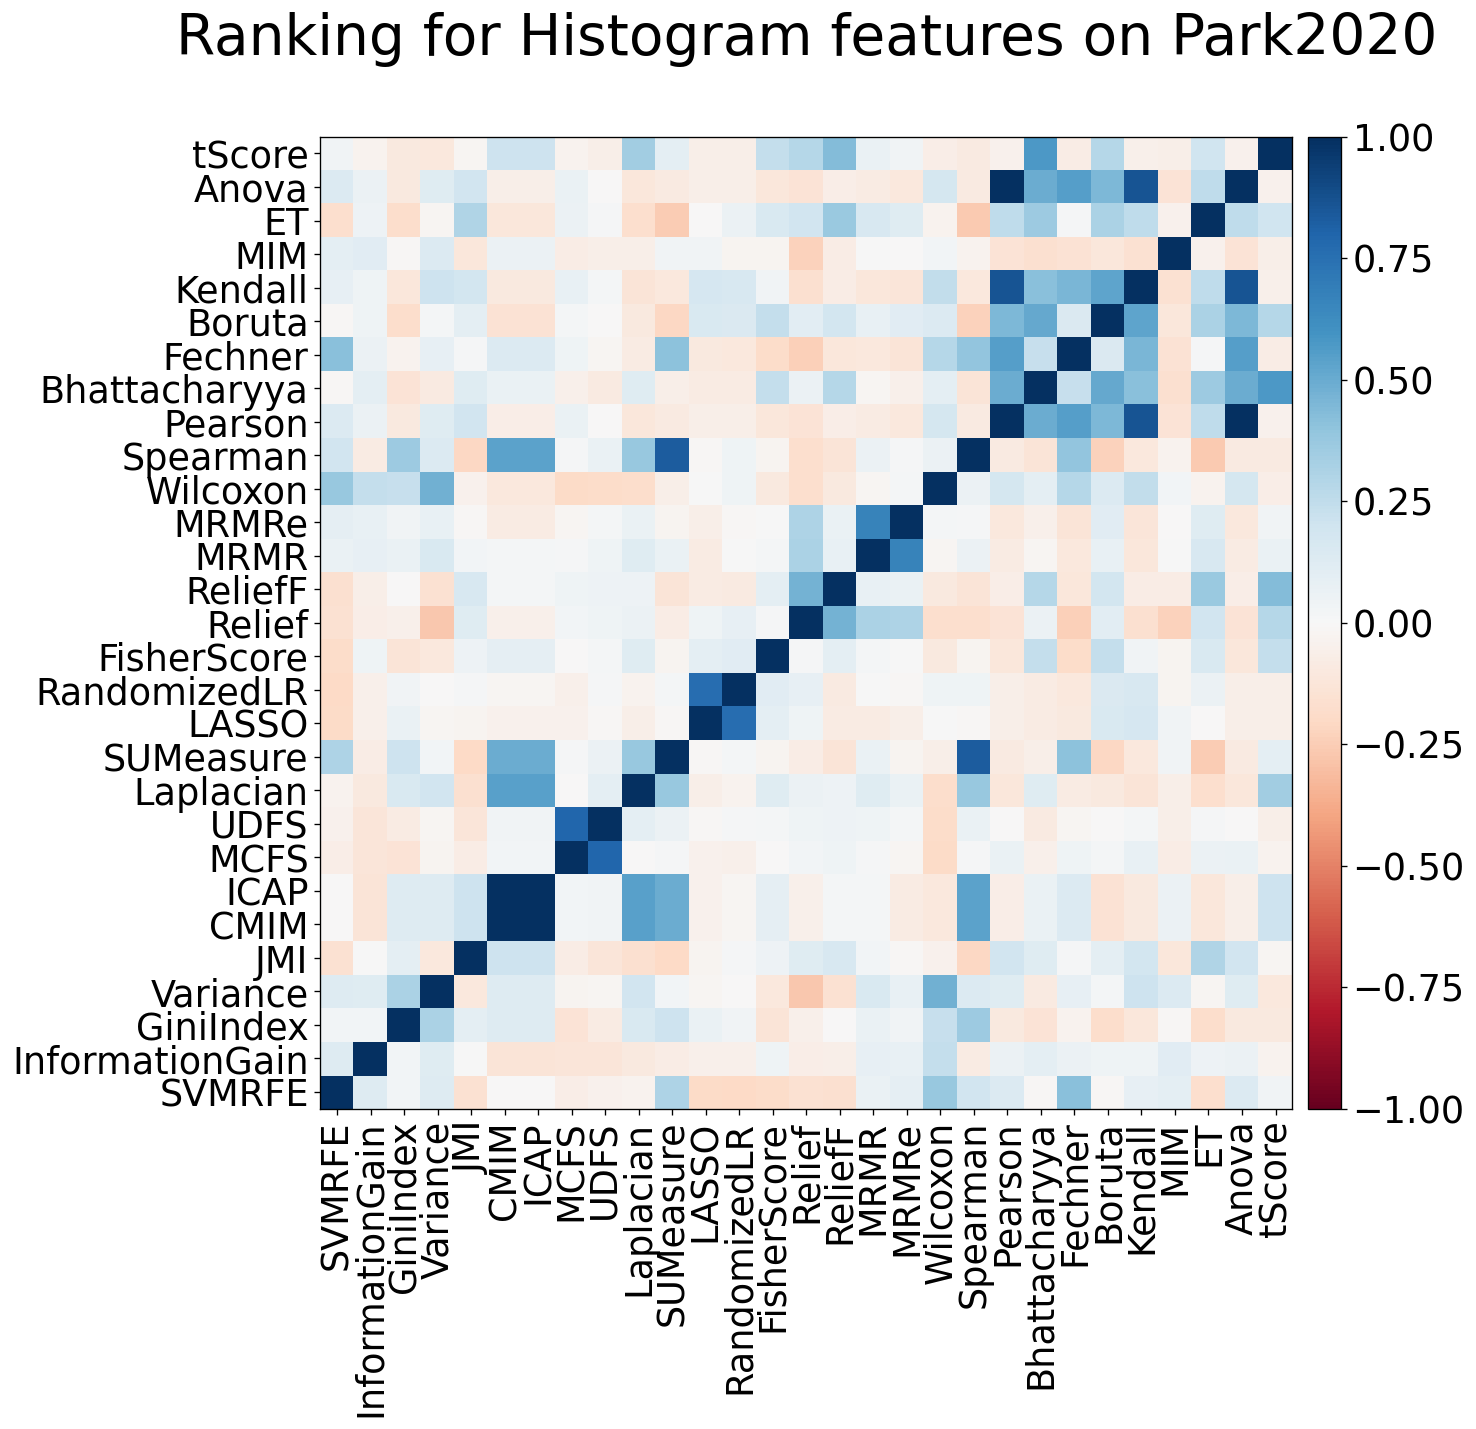 Ranking for Histogram features on Park2020
tScore
Anova
ET
MIM
Kendall
Boruta
Fechner
Bhattacharyya
Pearson
Spearman
Wilcoxon
MRMRe
MRMR
ReliefF
Relief
FisherScore
RandomizedLR
LASSO
SUMeasure
Laplacian
UDFS
MCFS
ICAP
CMIM
JMI
Variance
GiniIndex
InformationGain
SVMRFE
SVMRFE
InformationGain
GiniIndex
Variance
JMI
CMIM
ICAP
MCFS
UDFS
Laplacian
SUMeasure
LASSO
RandomizedLR
FisherScore
Relief
ReliefF
MRMR
MRMRe
Wilcoxon
Spearman
Pearson
Bhattacharyya
Fechner
Boruta
Kendall
MIM
ET
Anova
tScore
1.00
0.75
0.50
0.25
0.00
−0.25
−0.50
−0.75
−1.00